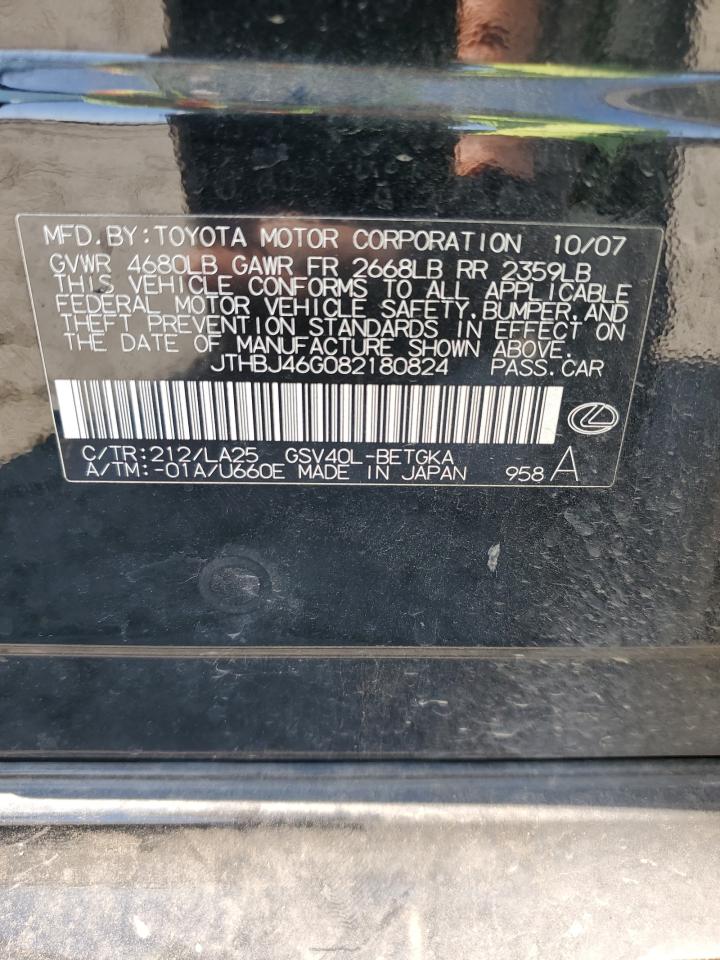 MFD.BY:TOYOTA MOTOR CORPORATION 10/07
GVWR 4680LB GAWR FR 2668LB RR 2359LB
THIS VEHICLE CONFORMS TO ALL APPLICABLE
FEDERAL MOTOR VEHICLE SAFETY,BUMPER,AND
THEFT PREVENTION STANDARDS IN EFFECT ON
THE DATE OF MANUFACTURE SHOWN ABOVE.
JTHBJ46G082180824 PASS.CAR
C/TR:212/LA25 GSV40L-BETGKA
A/TM:-01A/U660E MADE IN JAPAN 958 A